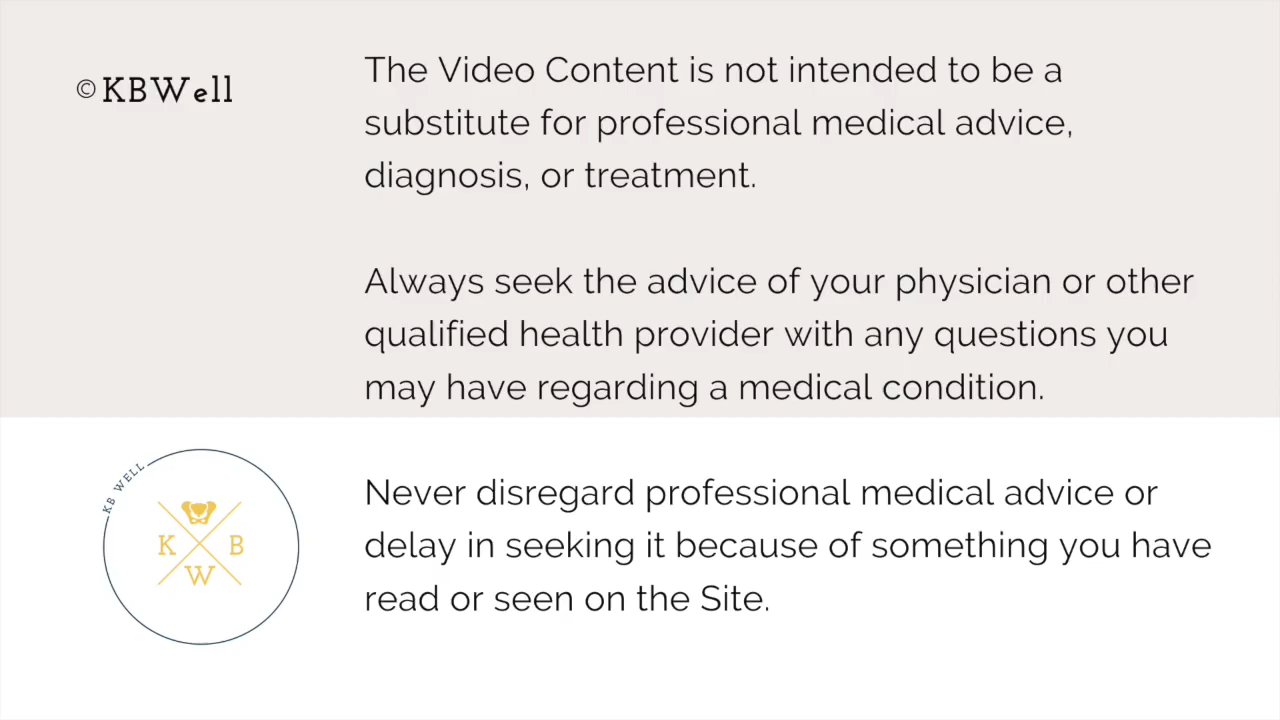 ©KBWell
The Video Content is not intended to be a
substitute for professional medical advice,
diagnosis, or treatment.
Always seek the advice of your physician or other
qualified health provider with any questions you
may have regarding a medical condition.
Never disregard professional medical advice or
delay in seeking it because of something you have
read or seen on the Site.
KB WELL
K B
W